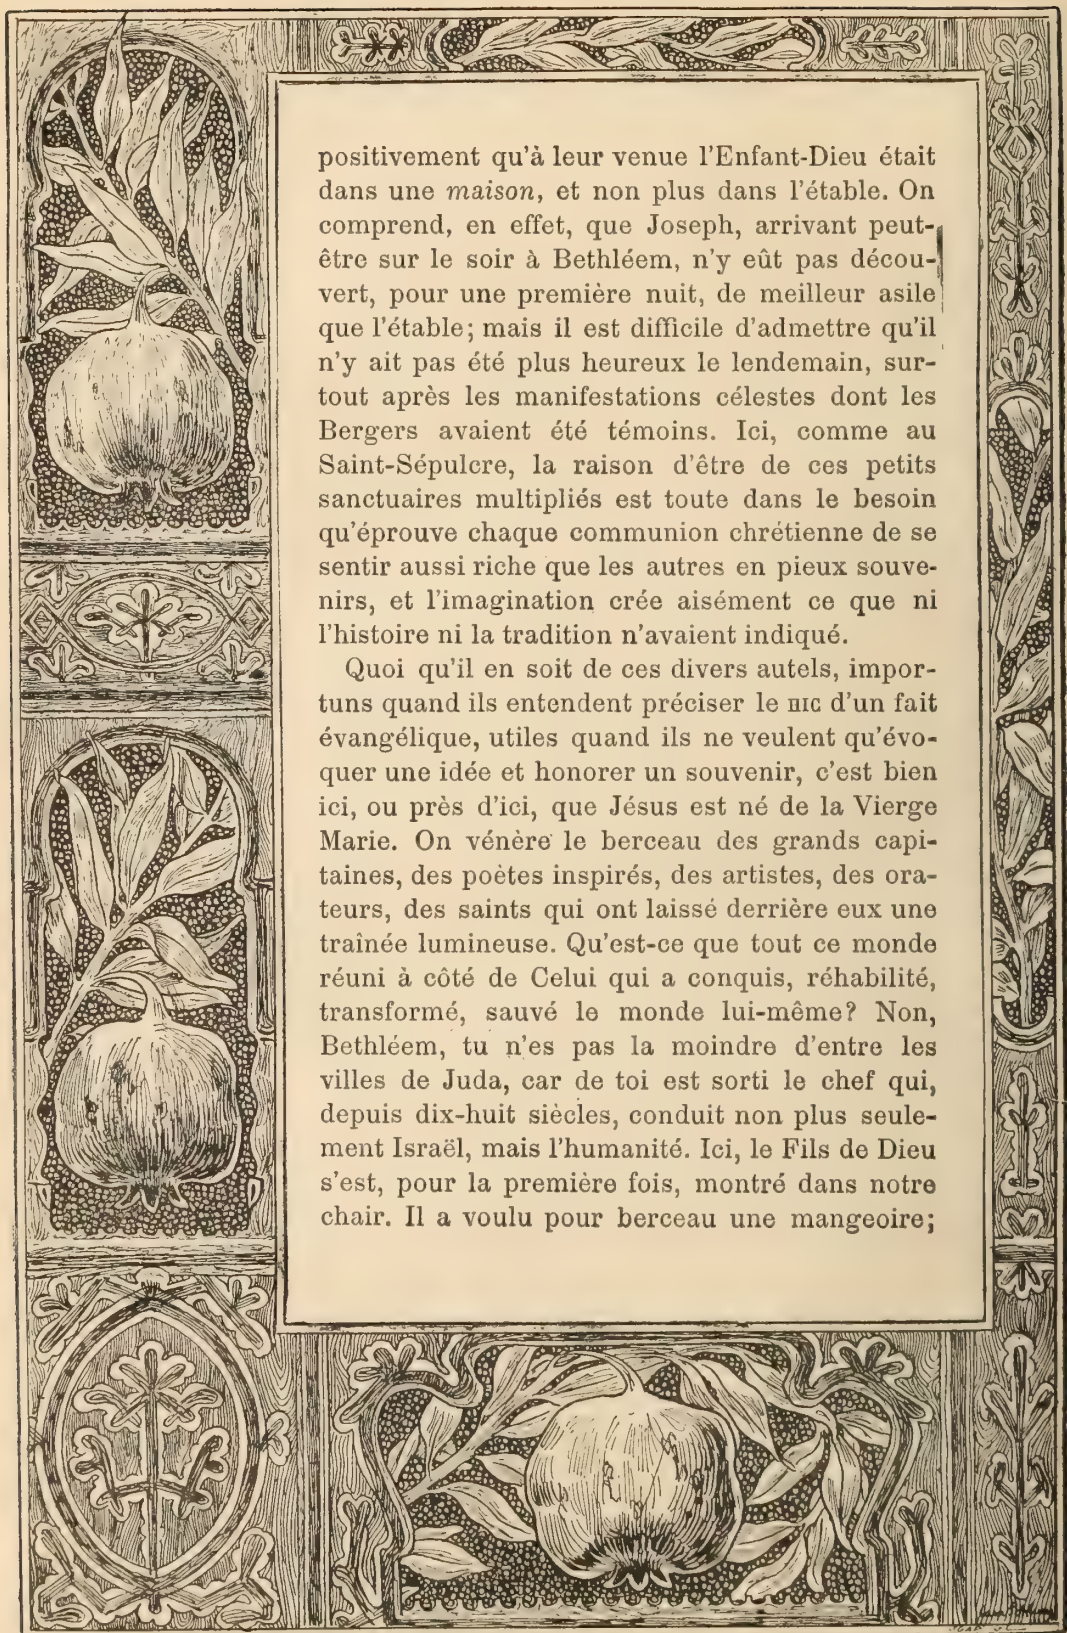 positivement qu'à leur venue l'Enfant-Dieu était
dans une maison, et non plus dans l'étable. On
comprend, en effet, que Joseph, arrivant peut-
être sur le soir à Bethléem, n'y eût pas décou-
vert, pour une première nuit, de meilleur asile
que l'étable; mais il est difficile d'admettre qu'il
n'y ait pas été plus heureux le lendemain, sur-
tout après les manifestations célestes dont les
Bergers avaient été témoins. Ici, comme au
Saint-Sépulcre, la raison d'être de ces petits
sanctuaires multipliés est toute dans le besoin
qu'éprouve chaque communion chrétienne de se
sentir aussi riche que les autres en pieux souve-
nirs, et l'imagination crée aisément ce que ni
l'histoire ni la tradition n'avaient indiqué.
Quoi qu'il en soit de ces divers autels, impor-
tuns quand ils entendent préciser le HIC d'un fait
évangélique, utiles quand ils ne veulent qu'évo-
quer une idée et honorer un souvenir, c'est bien
ici, ou près d'ici, que Jésus est né de la Vierge
Marie. On vénère le berceau des grands capi-
taines, des poètes inspirés, des artistes, des ora-
teurs, des saints qui ont laissé derrière eux une
traînée lumineuse. Qu'est-ce que tout ce monde
réuni à côté de Celui qui a conquis, réhabilité,
transformé, sauvé le monde lui-même? Non,
Bethléem, tu n'es pas la moindre d'entre les
villes de Juda, car de toi est sorti le chef qui,
depuis dix-huit siècles, conduit non plus seule-
ment Israël, mais l'humanité. Ici, le Fils de Dieu
s'est, pour la première fois, montré dans notre
chair. Il a voulu pour berceau une mangeoire;